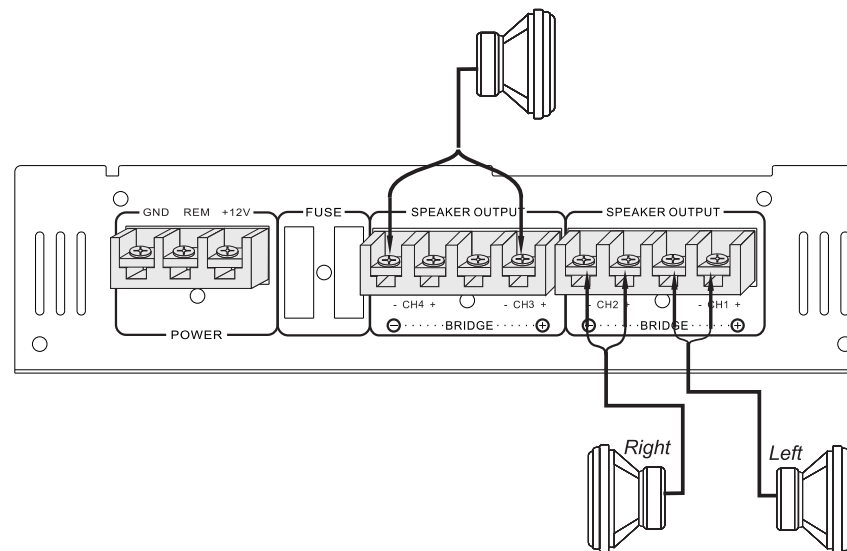 GND REM +12V
FUSE
SPEAKER OUTPUT
SPEAKER OUTPUT
- CH4 +
- CH3 +
- CH2 +
- CH1 +
POWER
- BRIDGE +
- BRIDGE +
Right
Left